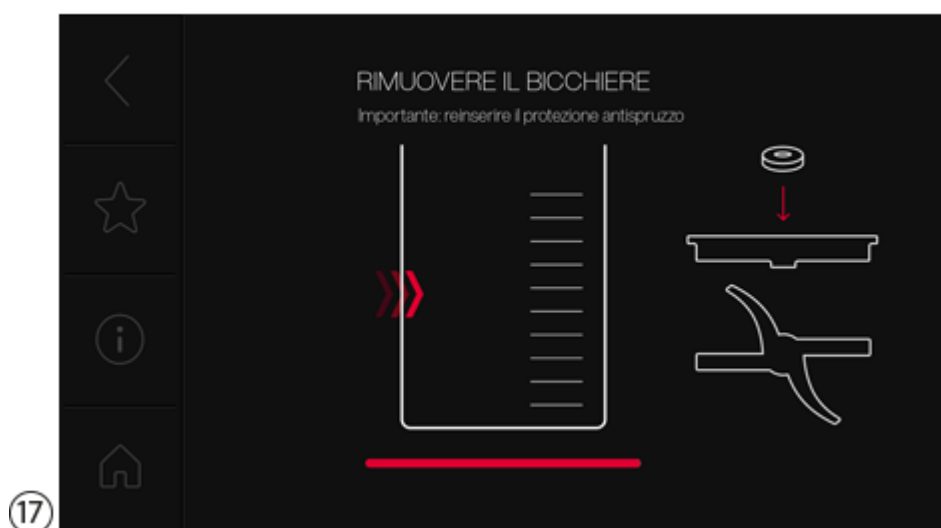 RIMUOVERE IL BICCHIERE
Importante: reinserire il protezione antispruzzo
17